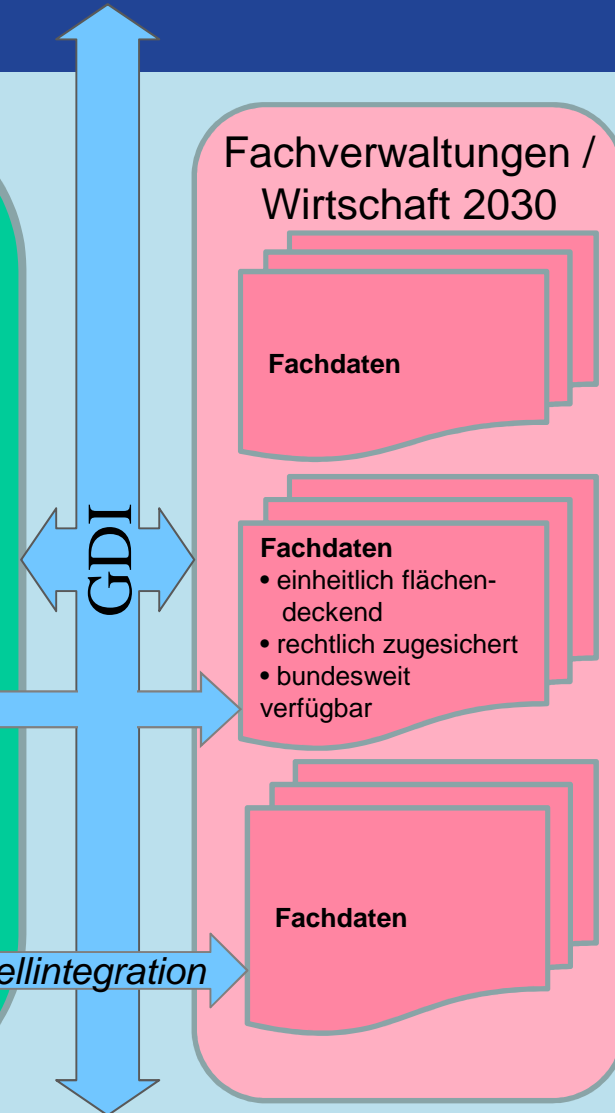 Fachverwaltungen /
Wirtschaft 2030
Fachdaten
GDI
Fachdaten
• einheitlich flächen-
deckend
• rechtlich zugesichert
• bundesweit
verfügbar
Fachdaten
ellintegration